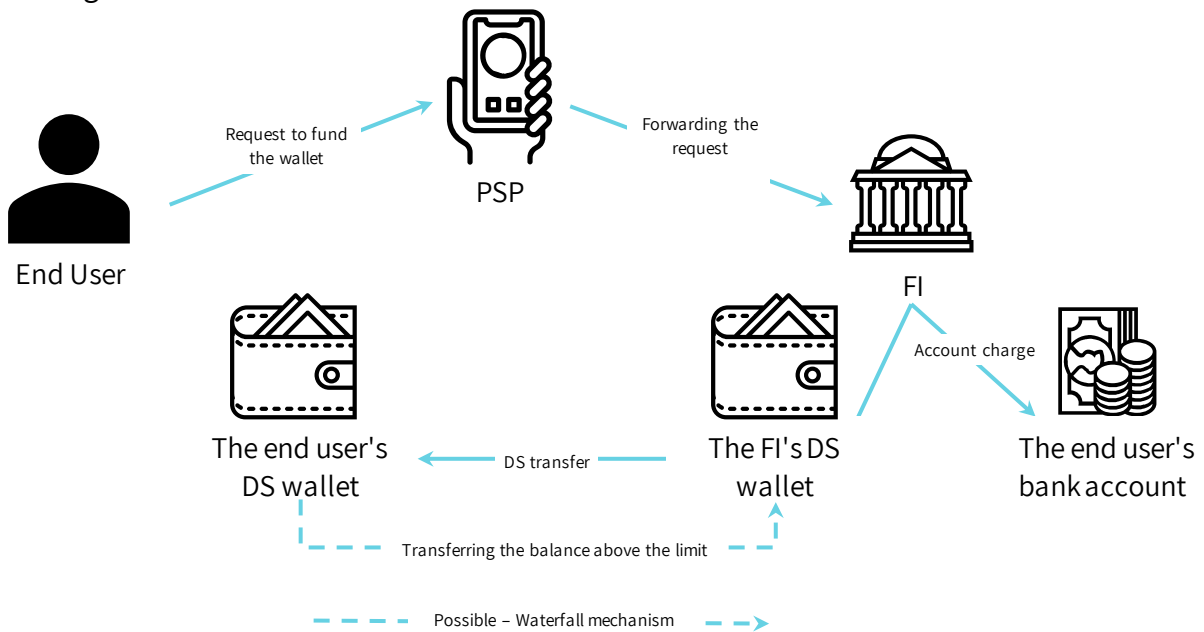 Request to fund
the wallet
PSP
Forwarding the
request
End User
FI
Account charge
The end user's
DS wallet
DS transfer
The FI's DS
wallet
The end user's
bank account
Transferring the balance above the limit
Possible – Waterfall mechanism